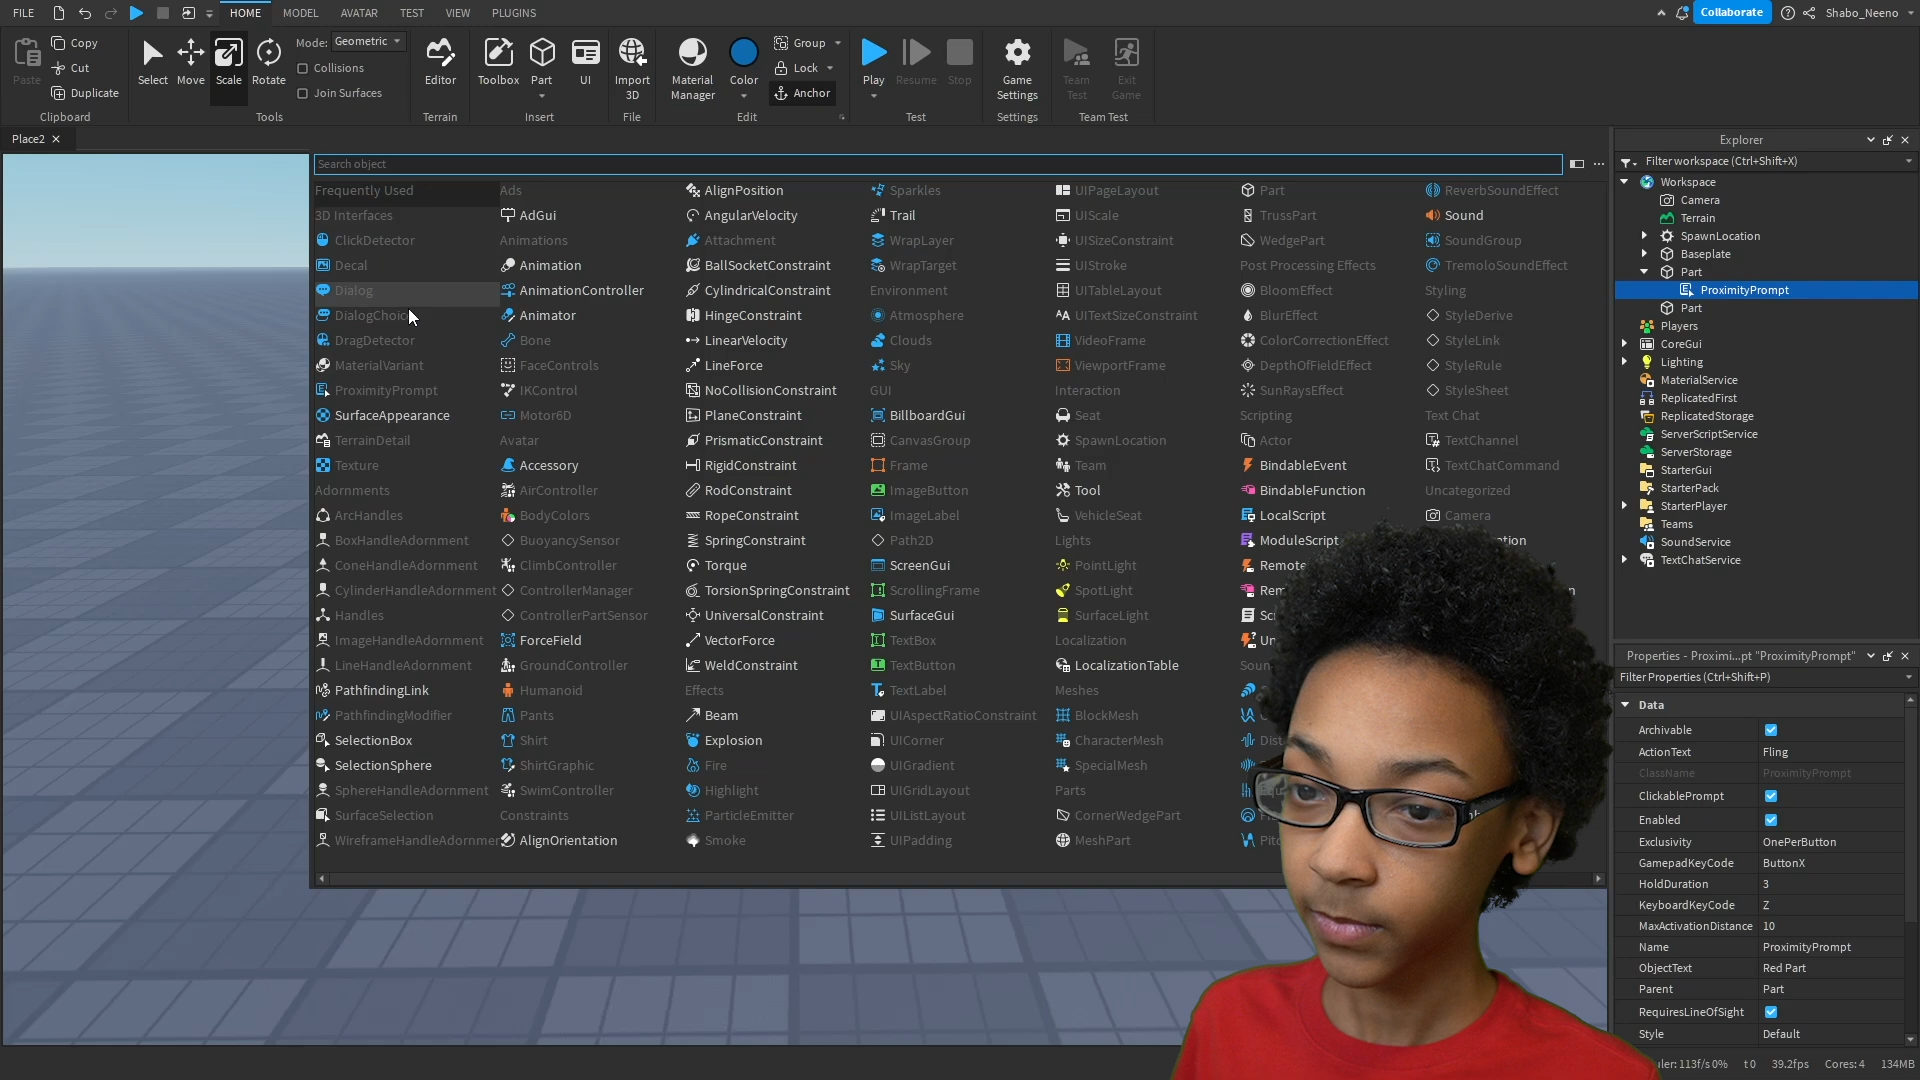 FILE HOME MODEL AVATAR TEST VIEW PLUGINS Collaborate Shabo_Neeno
Paste Copy Cut Duplicate Clipboard
Select Move Scale Rotate Mode: Geometric Collisions Join Surfaces Tools
Editor Terrain
Toolbox Part UI Insert
Import 3D File
Material Manager Color Group Lock Anchor Edit
Play Resume Stop Test
Game Settings Settings
Team Test Exit Game Team Test
Place2
Search object
Frequently Used
3D Interfaces
ClickDetector
Decal
Dialog
DialogChoic
DragDetector
MaterialVariant
ProximityPrompt
SurfaceAppearance
TerrainDetail
Texture
Adornments
ArcHandles
BoxHandleAdornment
ConeHandleAdornment
CylinderHandleAdornment
Handles
ImageHandleAdornment
LineHandleAdornment
PathfindingLink
PathfindingModifier
SelectionBox
SelectionSphere
SphereHandleAdornment
SurfaceSelection
WireframeHandleAdornmer
Ads
AdGui
Animations
Animation
AnimationController
Animator
Bone
FaceControls
IKControl
Motor6D
Avatar
Accessory
AirController
BodyColors
BuoyancySensor
ClimbController
ControllerManager
ControllerPartSensor
ForceField
GroundController
Humanoid
Pants
Shirt
ShirtGraphic
SwimController
Constraints
AlignOrientation
AlignPosition
AngularVelocity
Attachment
BallSocketConstraint
CylindricalConstraint
HingeConstraint
LinearVelocity
LineForce
NoCollisionConstraint
PlaneConstraint
PrismaticConstraint
RigidConstraint
RodConstraint
RopeConstraint
SpringConstraint
Torque
TorsionSpringConstraint
UniversalConstraint
VectorForce
WeldConstraint
Effects
Beam
Explosion
Fire
Highlight
ParticleEmitter
Smoke
Sparkles
Trail
WrapLayer
WrapTarget
Environment
Atmosphere
Clouds
Sky
GUI
BillboardGui
CanvasGroup
Frame
ImageButton
ImageLabel
Path2D
ScreenGui
ScrollingFrame
SurfaceGui
TextBox
TextButton
TextLabel
UIAspectRatioConstraint
UICorner
UIGradient
UIGridLayout
UIListLayout
UIPadding
UIPageLayout
UIScale
UISizeConstraint
UIStroke
UITableLayout
UITextSizeConstraint
VideoFrame
ViewportFrame
Interaction
Seat
SpawnLocation
Team
Tool
VehicleSeat
Lights
PointLight
SpotLight
SurfaceLight
Localization
LocalizationTable
Meshes
BlockMesh
CharacterMesh
SpecialMesh
Parts
CornerWedgePart
MeshPart
Part
TrussPart
WedgePart
Post Processing Effects
BloomEffect
BlurEffect
ColorCorrectionEffect
DepthOfFieldEffect
SunRaysEffect
Scripting
Actor
BindableEvent
BindableFunction
LocalScript
ModuleScript
Remote
Ren
Sc
Un
Soun
Dist
Pitc
ReverbSoundEffect
Sound
SoundGroup
TremoloSoundEffect
Styling
StyleDerive
StyleLink
StyleRule
StyleSheet
Text Chat
TextChannel
TextChatCommand
Uncategorized
Camera
Explorer
Filter workspace (Ctrl+Shift+X)
Workspace
Camera
Terrain
SpawnLocation
Baseplate
Part
ProximityPrompt
Part
Players
CoreGui
Lighting
MaterialService
ReplicatedFirst
ReplicatedStorage
ServerScriptService
ServerStorage
StarterGui
StarterPack
StarterPlayer
Teams
SoundService
TextChatService
Properties - Proximi...pt "ProximityPrompt"
Filter Properties (Ctrl+Shift+P)
Data
Archivable
ActionText Fling
ClassName ProximityPrompt
ClickablePrompt
Enabled
Exclusivity OnePerButton
GamepadKeyCode ButtonX
HoldDuration 3
KeyboardKeyCode Z
MaxActivationDistance 10
Name ProximityPrompt
ObjectText Red Part
Parent Part
RequiresLineOfSight
Style Default
uler: 113f/s 0% t 0 39.2fps Cores: 4 134MB